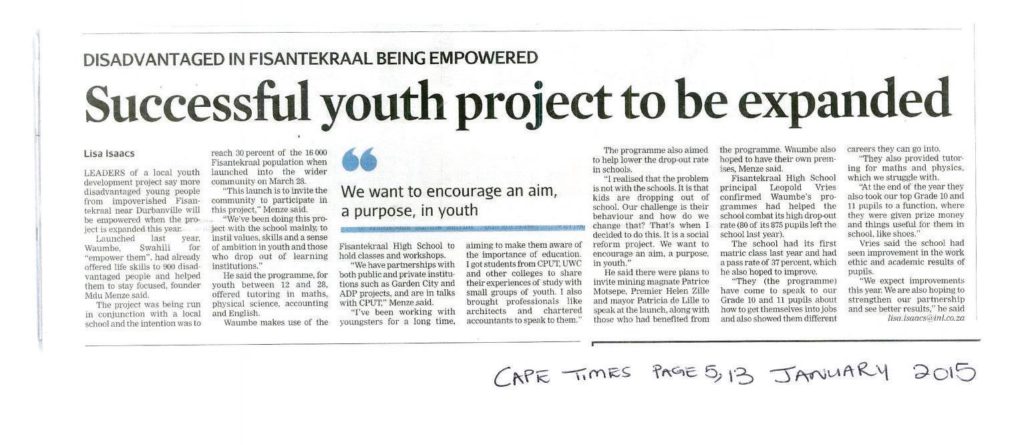 DISADVANTAGED IN FISANTEKRAAL BEING EMPOWERED
Successful youth project to be expanded
Lisa Isaacs
LEADERS of a local youth
development project say more
disadvantaged young people
from impoverished Fisan-
tekraal near Durbanville will
be empowered when the pro-
ject is expanded this year.
Launched last year,
Waumbe, Swahili for
"empower them", had already
offered life skills to 900 disad-
vantaged people and helped
them to stay focused, founder
Mdu Menze said.
The project was being run
in conjunction with a local
school and the intention was to
reach 30 percent of the 16 000
Fisantekraal population when
launched into the wider
community on March 28.
"This launch is to invite the
community to participate in
this project," Menze said.
"We've been doing this pro-
ject with the school mainly, to
instil values, skills and a sense
of ambition in youth and those
who drop out of learning
institutions."
He said the programme, for
youth between 12 and 28,
offered tutoring in maths,
physical science, accounting
and English.
Waumbe makes use of the
We want to encourage an aim,
a purpose, in youth
Fisantekraal High School to
hold classes and workshops.
"We have partnerships with
both public and private institu-
tions such as Garden City and
ADP projects, and are in talks
with CPUT," Menze said.
"I've been working with
youngsters for a long time,
aiming to make them aware of
the importance of education.
I got students from CPUT, UWC
and other colleges to share
their experiences of study with
small groups of youth. I also
brought professionals like
architects and chartered
accountants to speak to them."
The programme also aimed
to help lower the drop-out rate
in schools.
"I realised that the problem
is not with the schools. It is that
kids are dropping out of
school. Our challenge is their
behaviour and how do we
change that? That's when I
decided to do this. It is a social
reform project. We want to
encourage an aim, a purpose,
in youth."
He said there were plans to
invite mining magnate Patrice
Motsepe, Premier Helen Zille
and mayor Patricia de Lille to
speak at the launch, along with
those who had benefited from
the programme. Waumbe also
hoped to have their own prem-
ises, Menze said.
Fisantekraal High School
principal Leopold Vries
confirmed Waumbe's pro-
grammes had helped the
school combat its high drop-out
rate (80 of its 875 pupils left the
school last year).
The school had its first
matric class last year and had
a pass rate of 37 percent, which
he also hoped to improve.
"They (the programme)
have come to speak to our
Grade 10 and 11 pupils about
how to get themselves into jobs
and also showed them different
careers they can go into.
"They also provided tutor-
ing for maths and physics,
which we struggle with.
"At the end of the year they
also took our top Grade 10 and
11 pupils to a function, where
they were given prize money
and things useful for them in
school, like shoes."
Vries said the school had
seen improvement in the work
ethic and academic results of
pupils.
"We expect improvements
this year. We are also hoping to
strengthen our partnership
and see better results," he said
lisa.isaacs@inl.co.za
CAPE TIMES PAGE 5, 13 JANUARY 2015